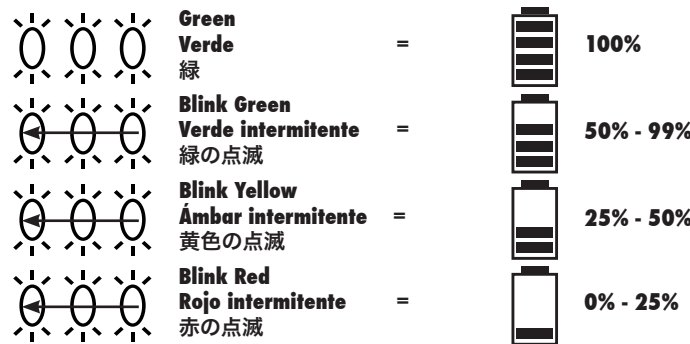 Green
Verde = 100%
緑
Blink Green
Verde intermitente = 50% - 99%
緑の点滅
Blink Yellow
Ámbar intermitente = 25% - 50%
黄色の点滅
Blink Red
Rojo intermitente = 0% - 25%
赤の点滅